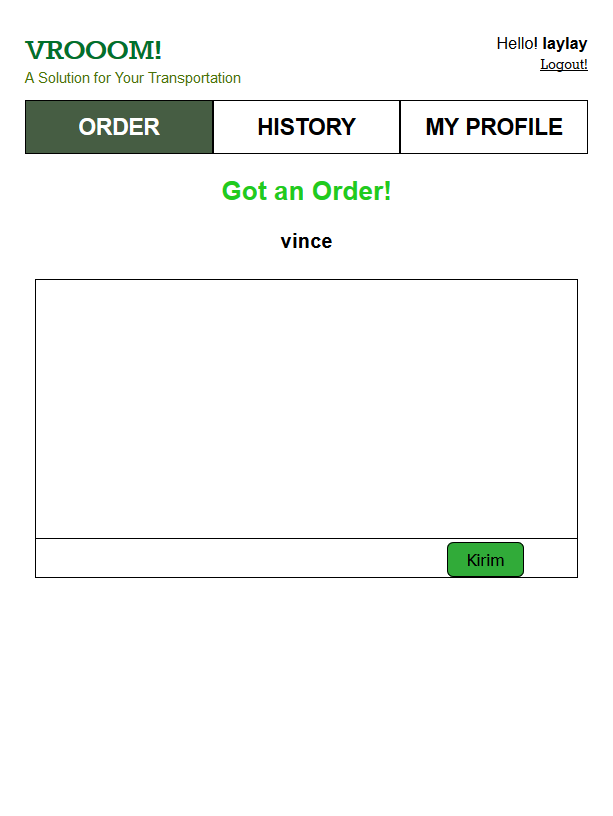 VROOOM!
A Solution for Your Transportation
Hello! laylay
Logout!
ORDER
HISTORY
MY PROFILE
Got an Order!
vince
Kirim